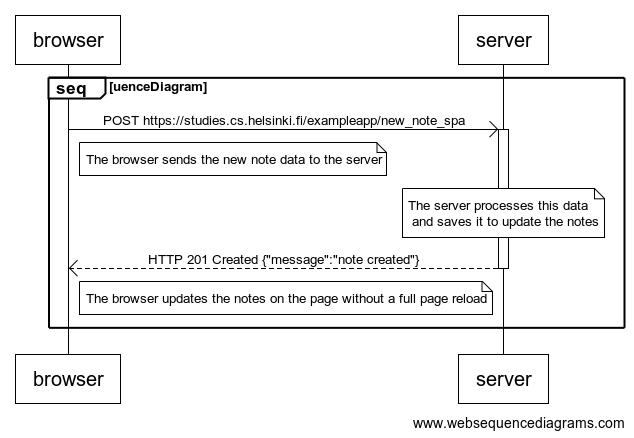 browser server
seq [uenceDiagram]
POST https://studies.cs.helsinki.fi/exampleapp/new_note_spa
The browser sends the new note data to the server
The server processes this data
and saves it to update the notes
HTTP 201 Created {"message":"note created"}
The browser updates the notes on the page without a full page reload
browser server
www.websequencediagrams.com